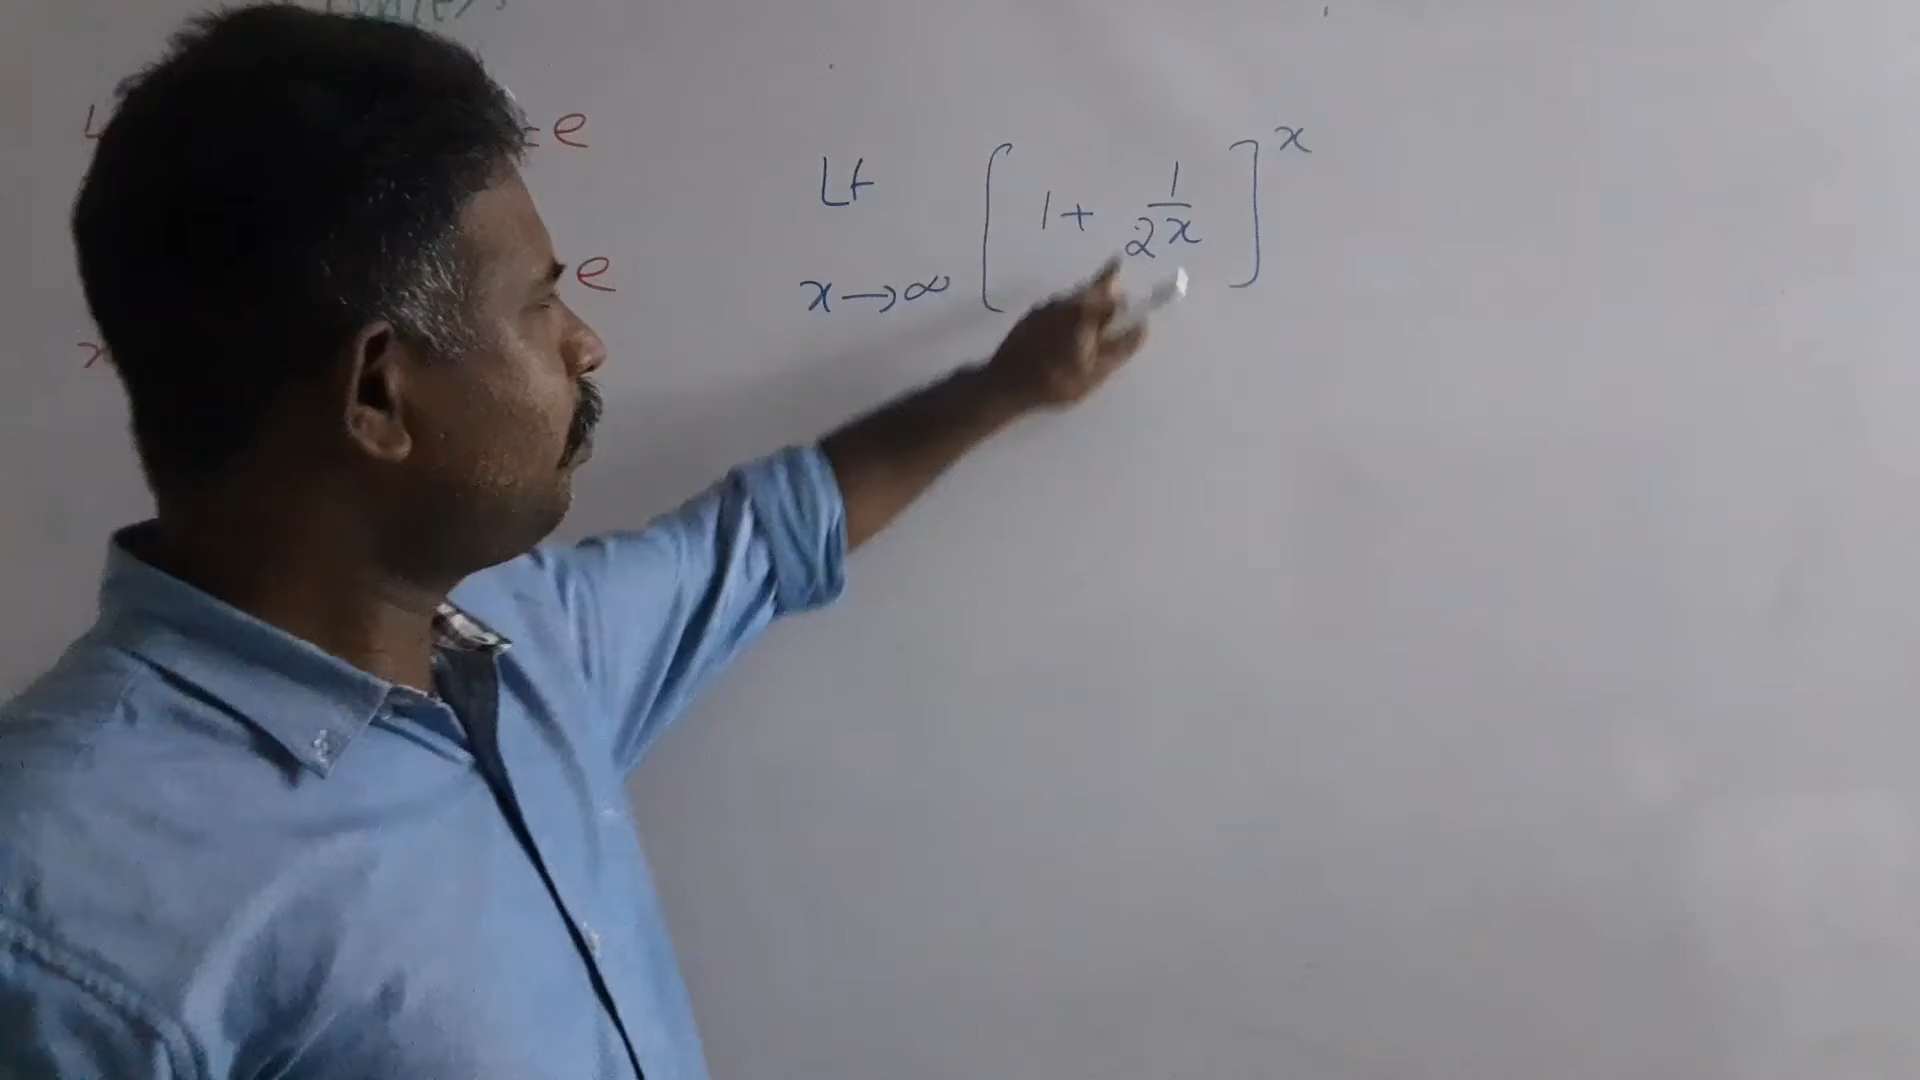 = e
e
x
Lt [ 1 + 1/2x ]^x
x → ∞